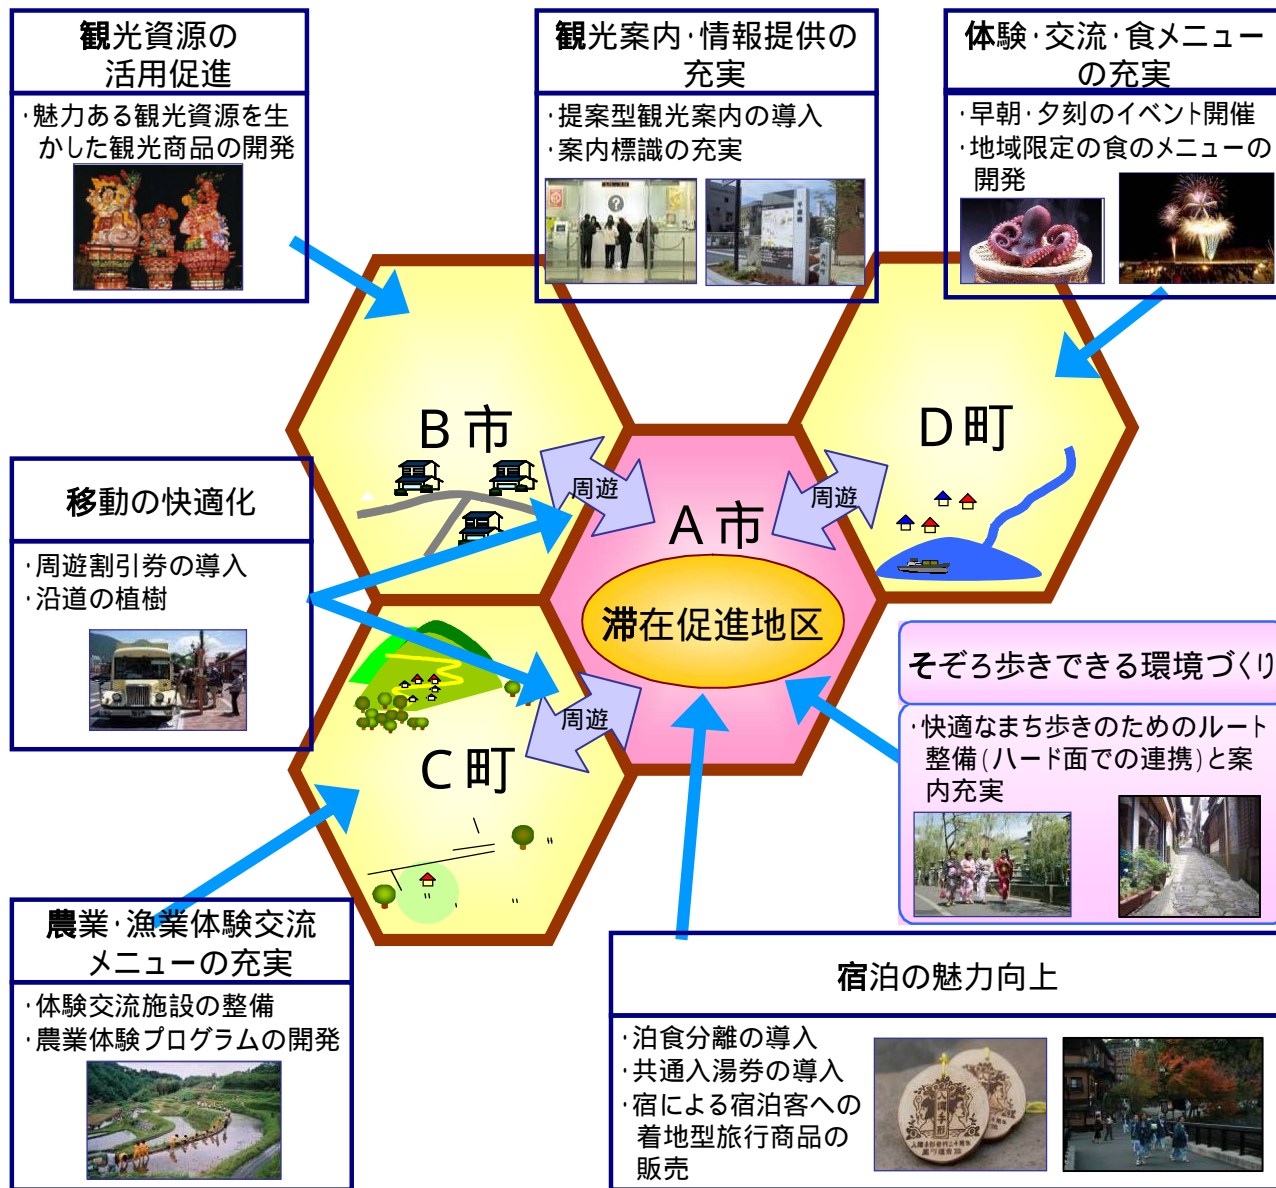 観光資源の
活用促進
・魅力ある観光資源を生
かした観光商品の開発
観光案内・情報提供の
充実
・提案型観光案内の導入
・案内標識の充実
体験・交流・食メニュー
の充実
・早朝・夕刻のイベント開催
・地域限定の食のメニューの
開発
B市
D町
周遊
周遊
A市
滞在促進地区
移動の快適化
・周遊割引券の導入
・沿道の植樹
周遊
C町
そぞろ歩きできる環境づくり
・快適なまち歩きのためのルート
整備(ハード面での連携)と案
内充実
農業・漁業体験交流
メニューの充実
・体験交流施設の整備
・農業体験プログラムの開発
宿泊の魅力向上
・泊食分離の導入
・共通入湯券の導入
・宿による宿泊客への
着地型旅行商品の
販売
?
入湯手形